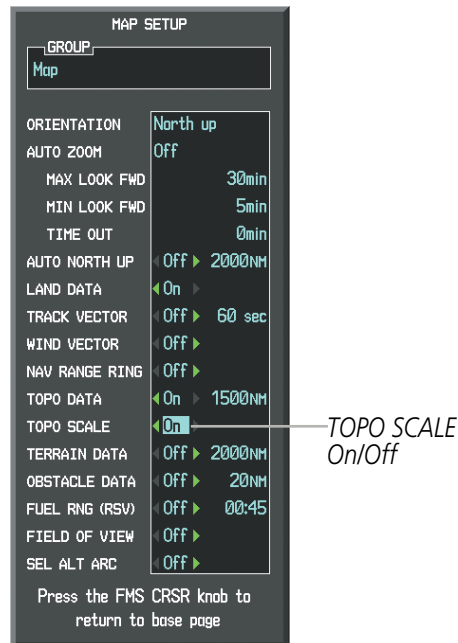 MAP SETUP
GROUP
Map
ORIENTATION North up
AUTO ZOOM Off
MAX LOOK FWD 30min
MIN LOOK FWD 5min
TIME OUT 0min
AUTO NORTH UP Off 2000NM
LAND DATA On
TRACK VECTOR Off 60 sec
WIND VECTOR Off
NAV RANGE RING Off
TOPO DATA On 1500NM
TOPO SCALE On
TERRAIN DATA Off 2000NM
OBSTACLE DATA Off 20NM
FUEL RNG (RSV) Off 00:45
FIELD OF VIEW Off
SEL ALT ARC Off
Press the FMS CRSR knob to
return to base page
TOPO SCALE
On/Off